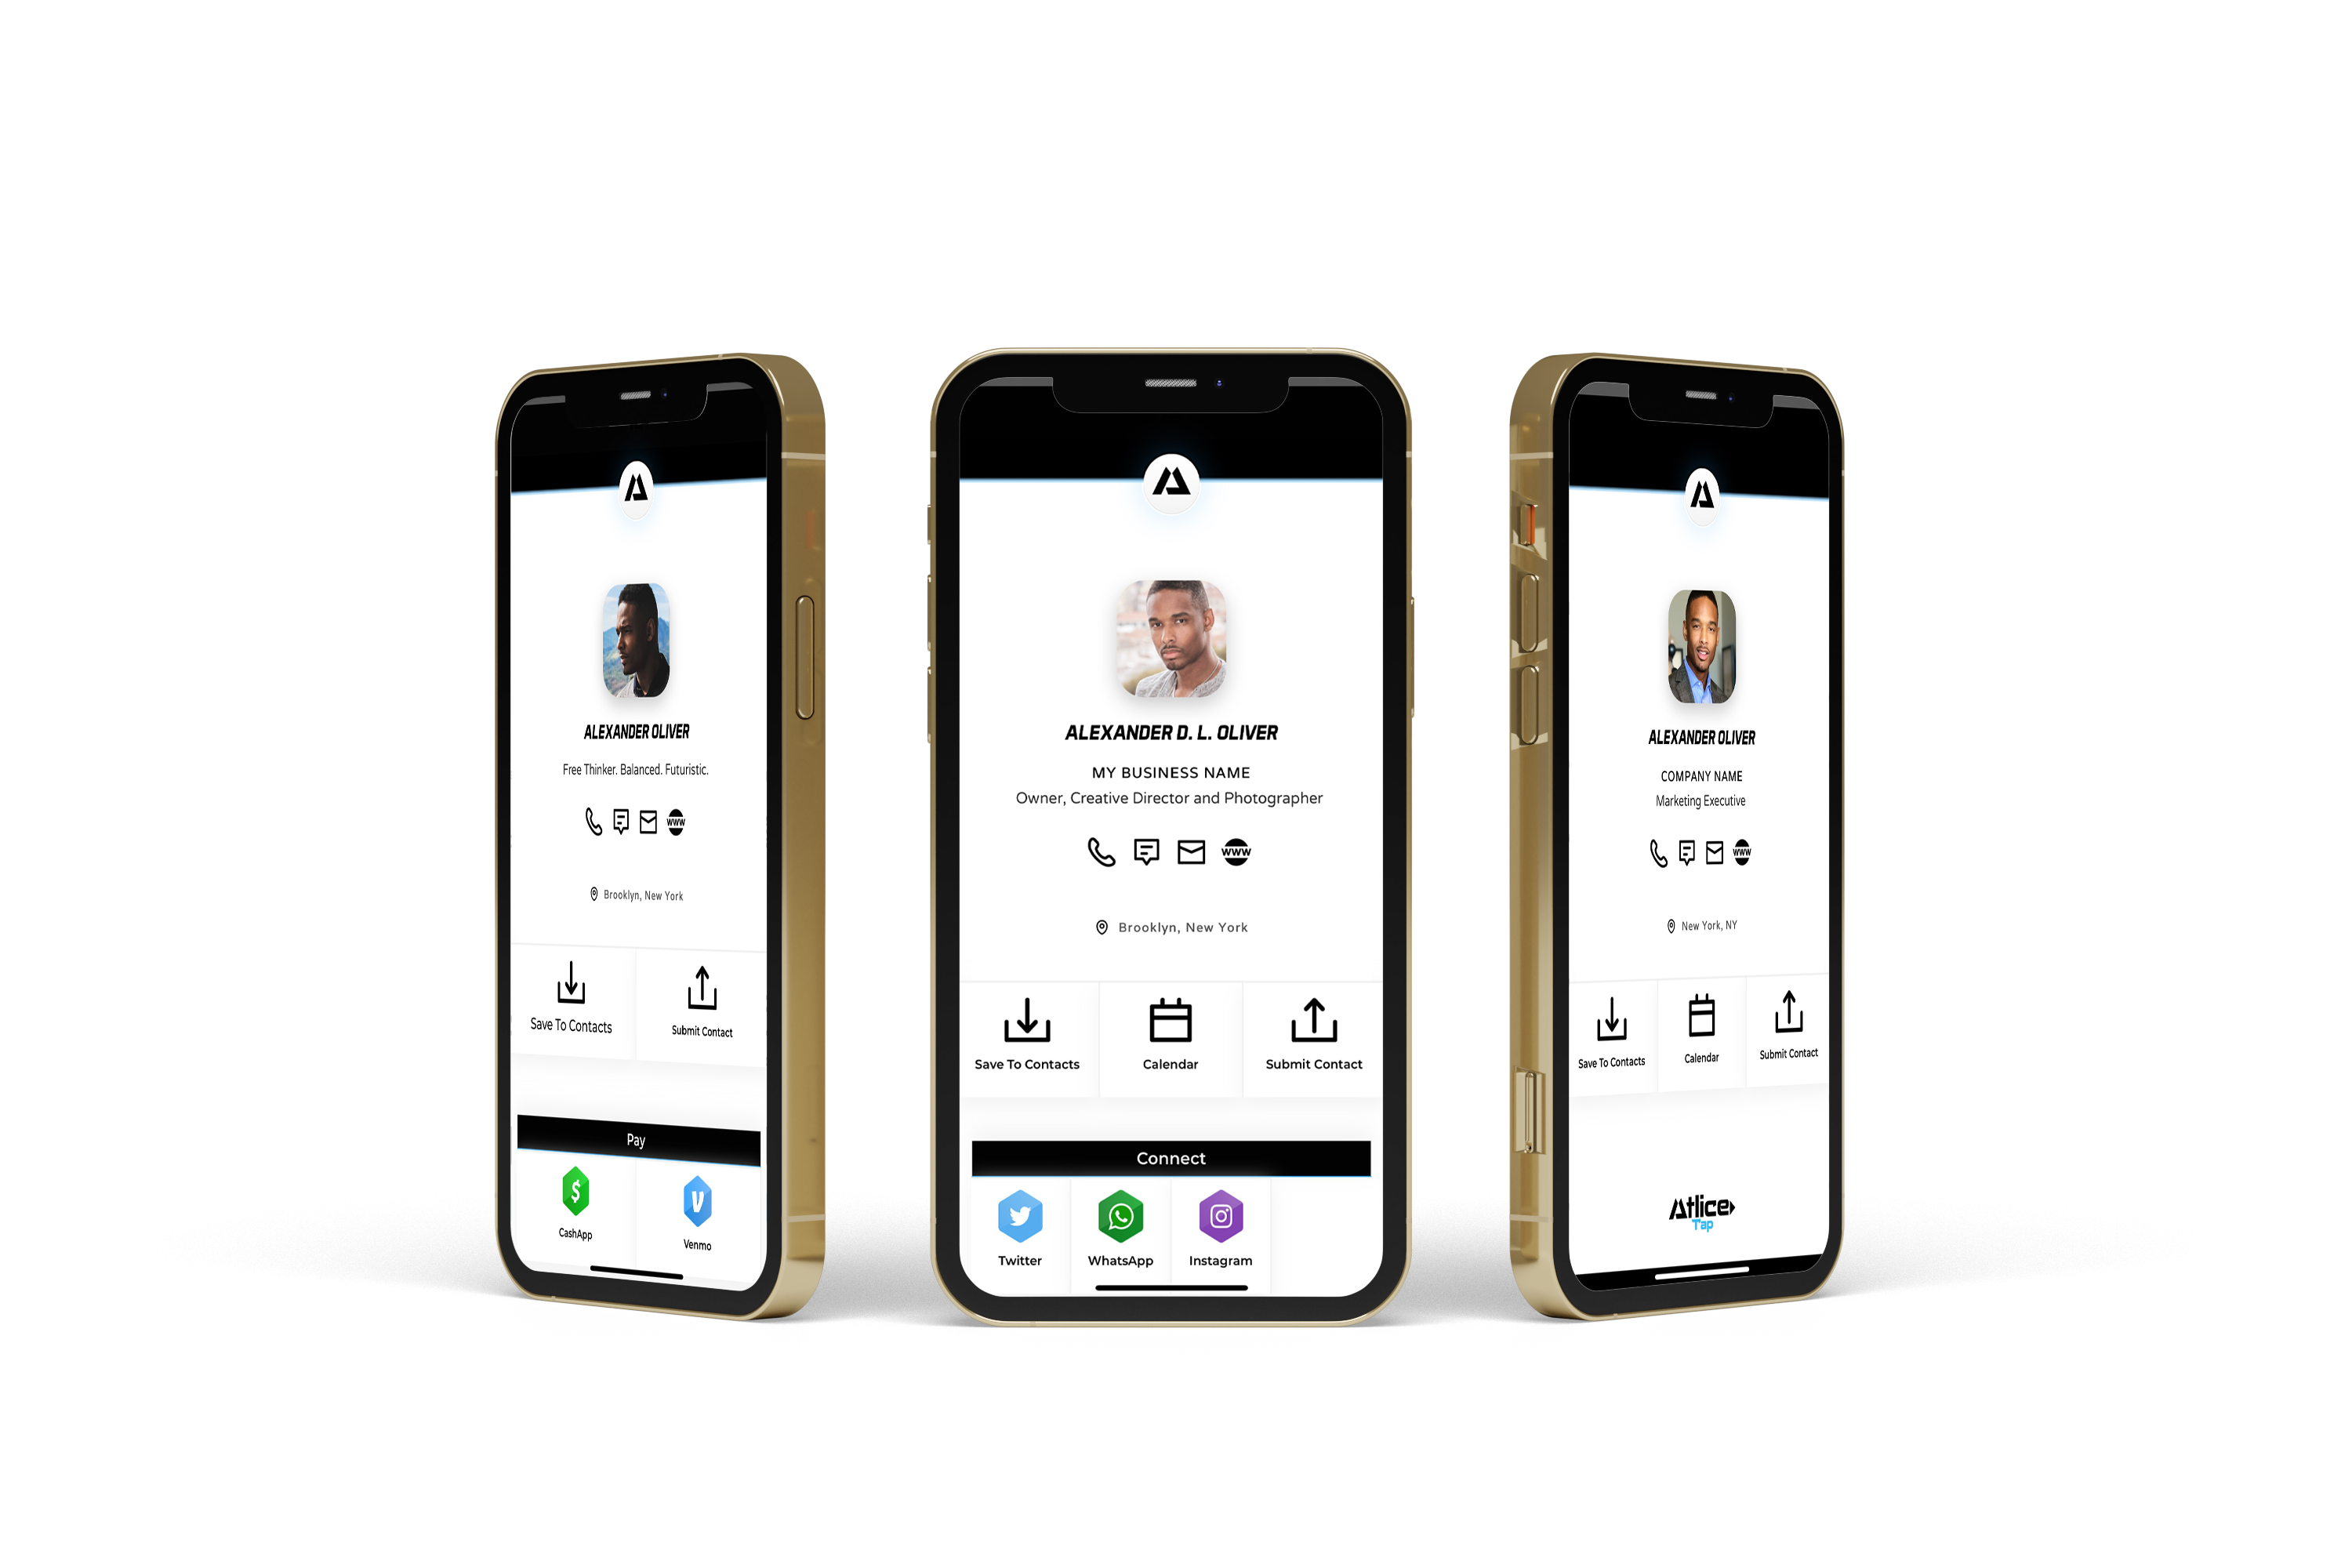 ALEXANDER OLIVER
Free Thinker. Balanced. Futuristic.
WWW
Brooklyn, New York
Save To Contacts
Submit Contact
Pay
$
V
CashApp
Venmo
ALEXANDER D. L. OLIVER
MY BUSINESS NAME
Owner, Creative Director and Photographer
WWW
Brooklyn, New York
Save To Contacts
Calendar
Submit Contact
Connect
Twitter
WhatsApp
Instagram
ALEXANDER OLIVER
COMPANY NAME
Marketing Executive
WWW
New York, NY
Save To Contacts
Calendar
Submit Contact
Atlice
Tap